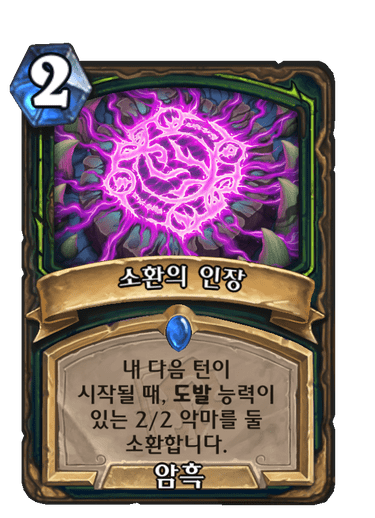 2
소환의 인장
내 다음 턴이
시작될 때, 도발 능력이
있는 2/2 악마를 둘
소환합니다.
암흑